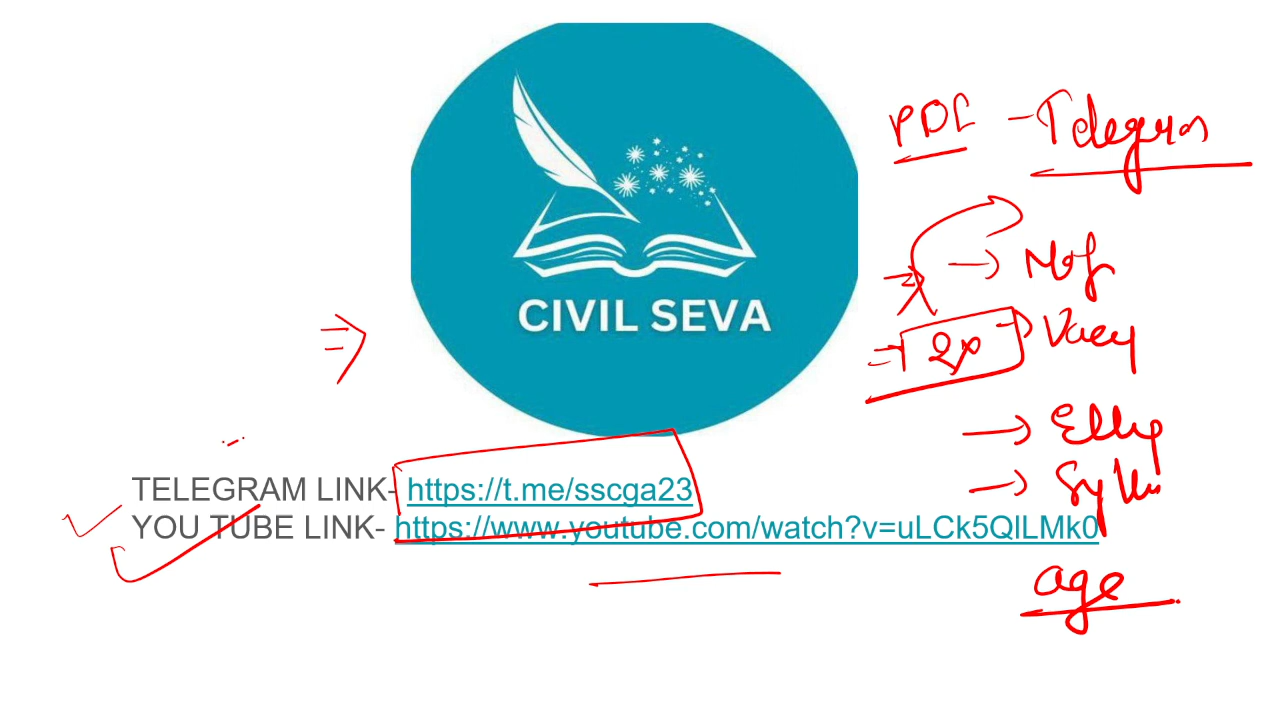 PDF - Telegram
CIVIL SEVA
2x
TELEGRAM LINK- https://t.me/sscga23
YOU TUBE LINK- https://www.youtube.com/watch?v=uLCk5QlLMk0
age